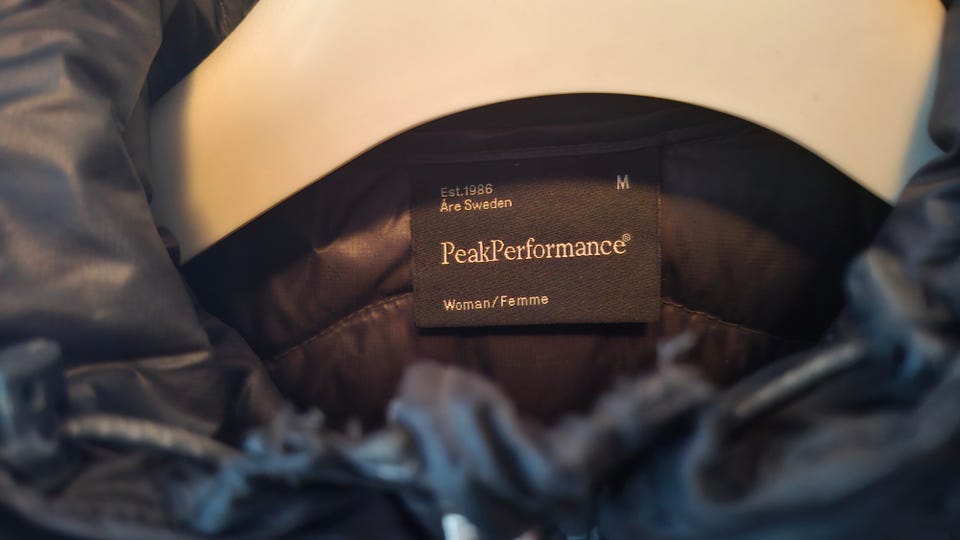 Est.1986
M
Åre Sweden
PeakPerformance®
Woman/Femme